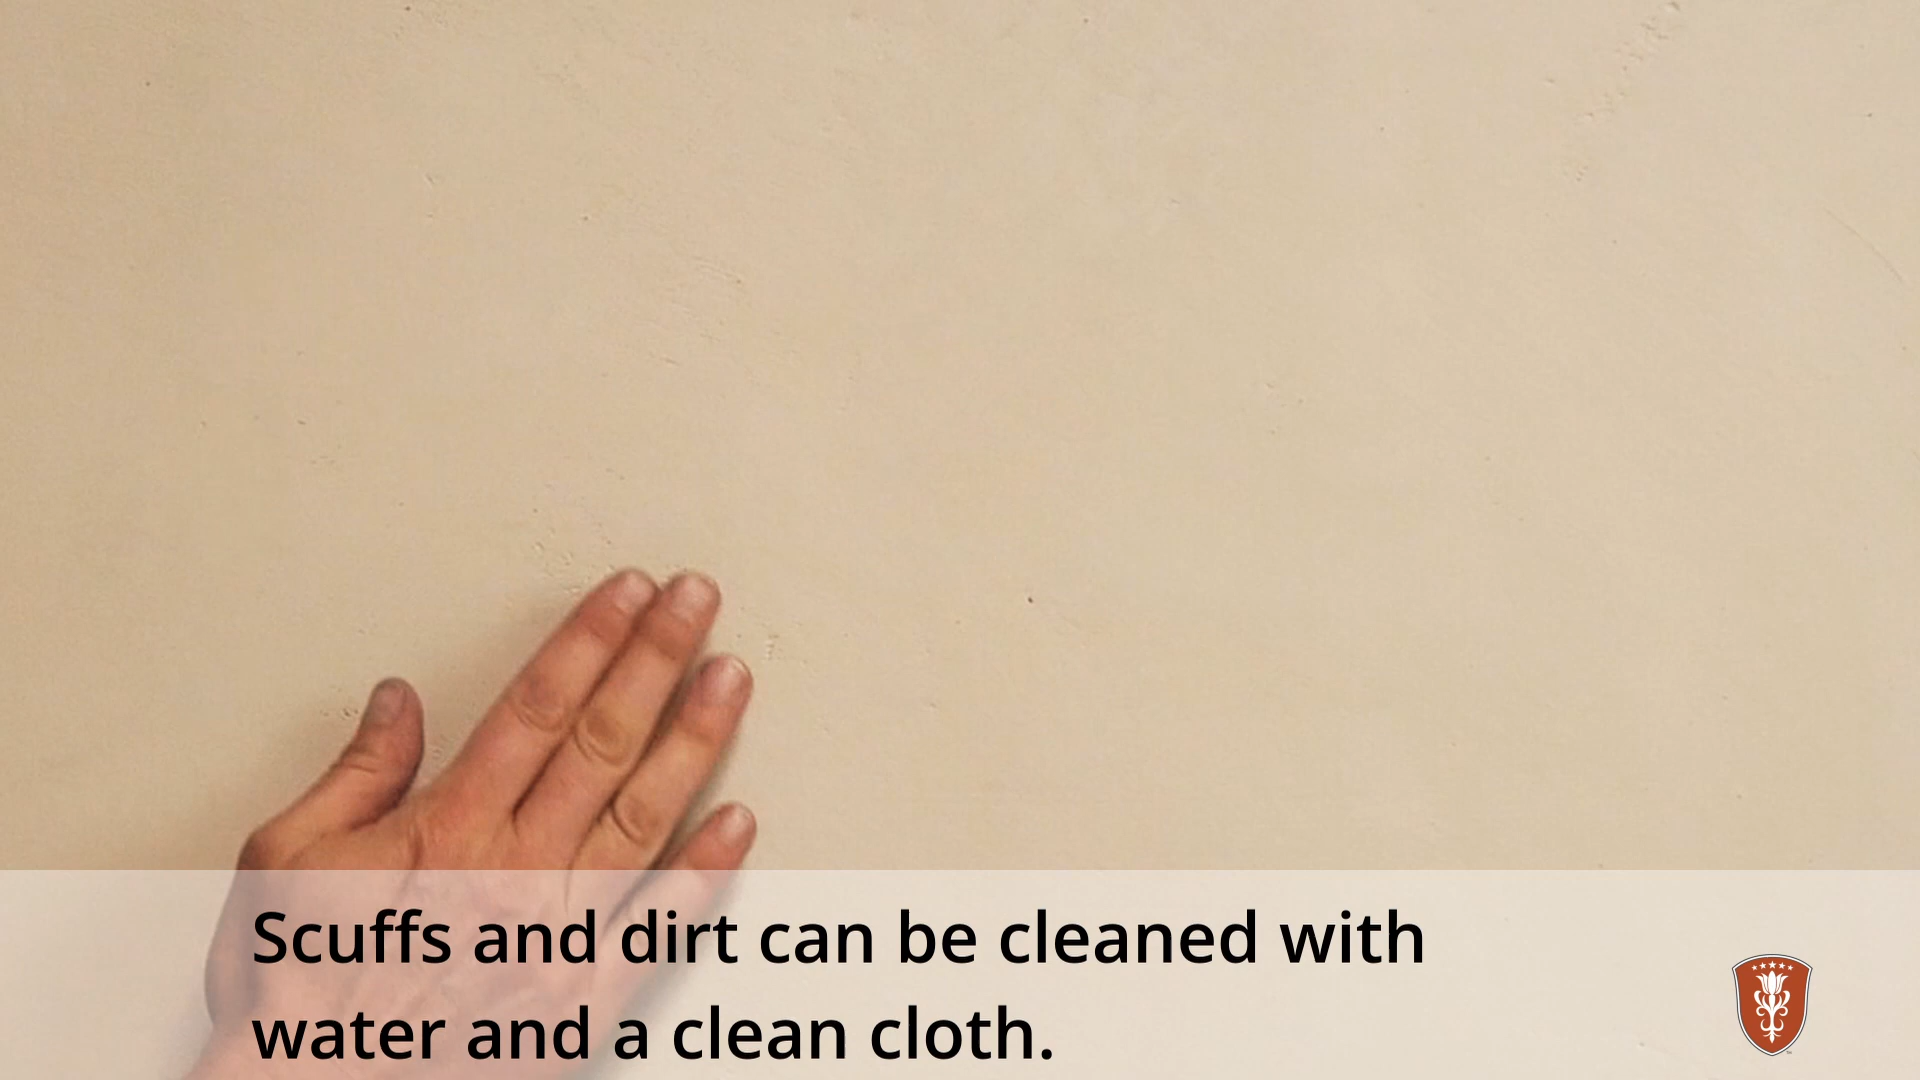 Scuffs and dirt can be cleaned with
water and a clean cloth.